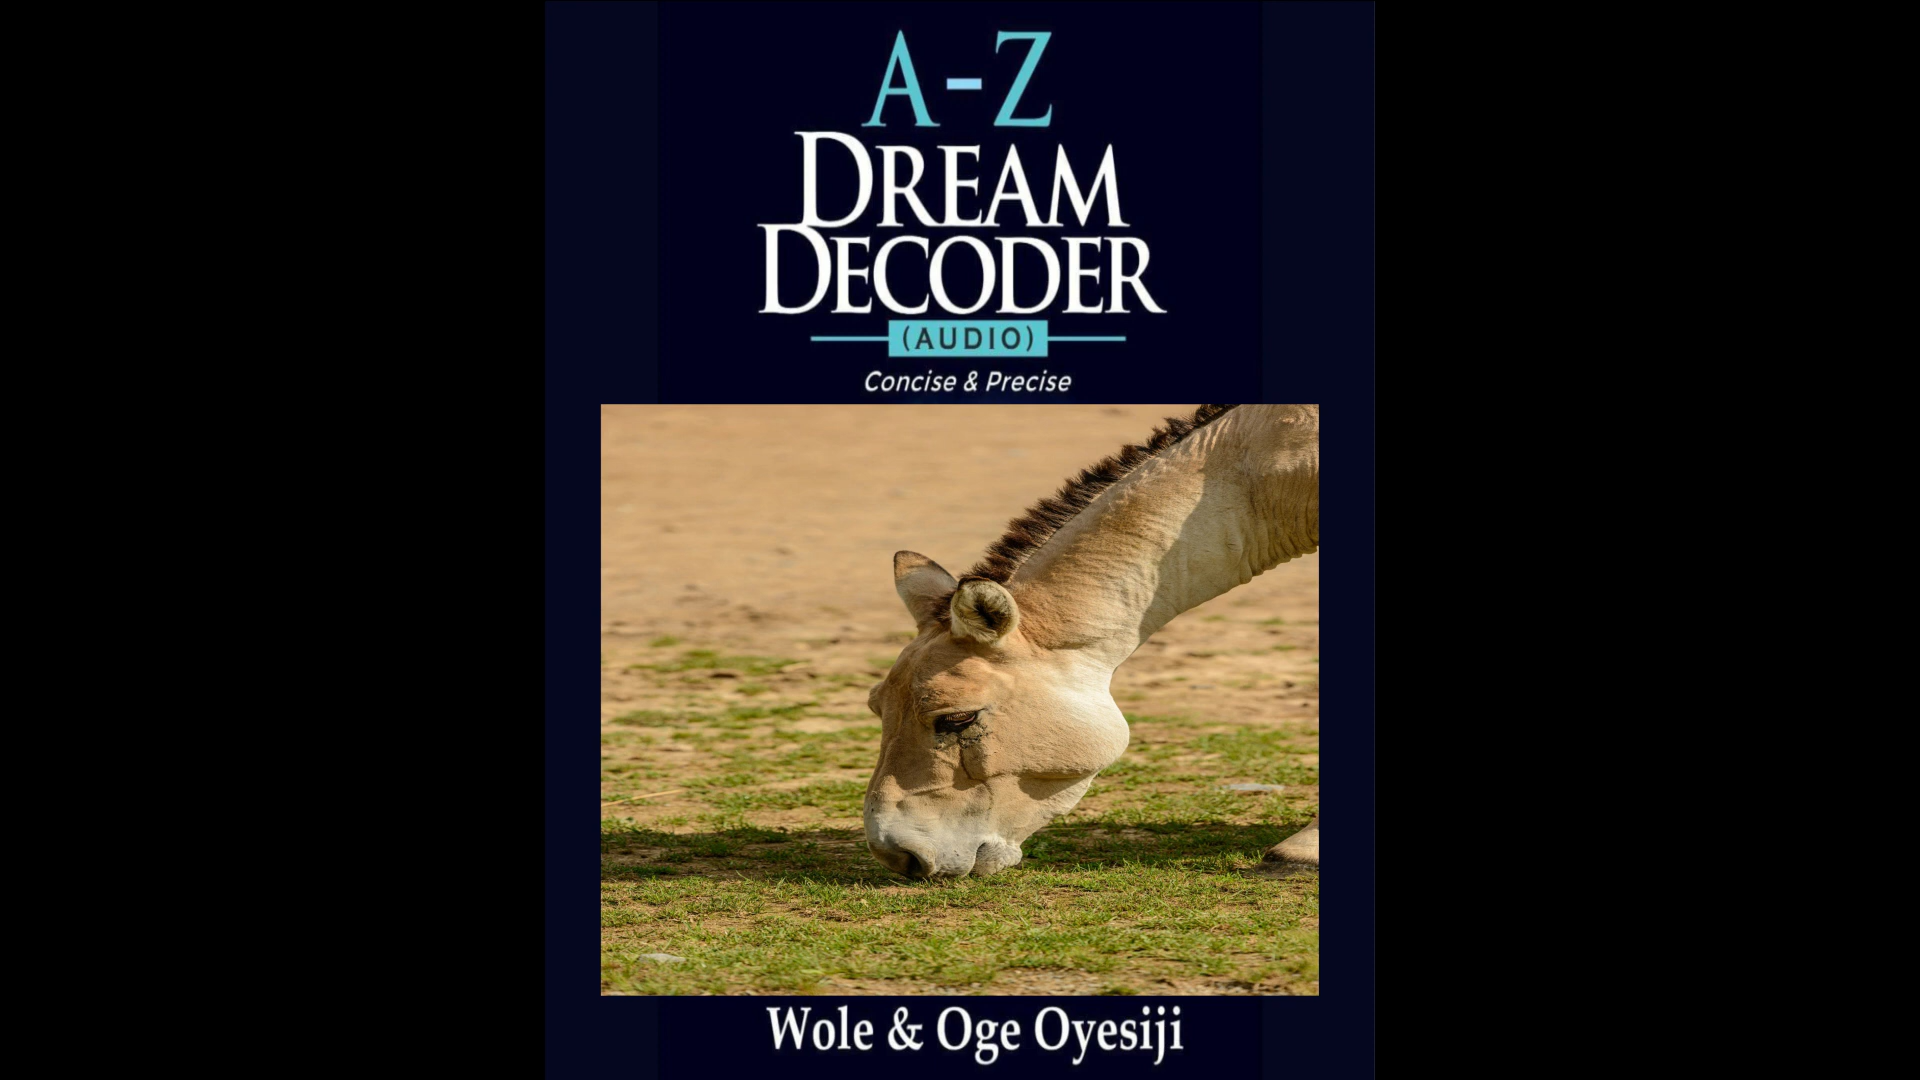 A-Z
DREAM
DECODER
(AUDIO)
Concise & Precise
Wole & Oge Oyesiji